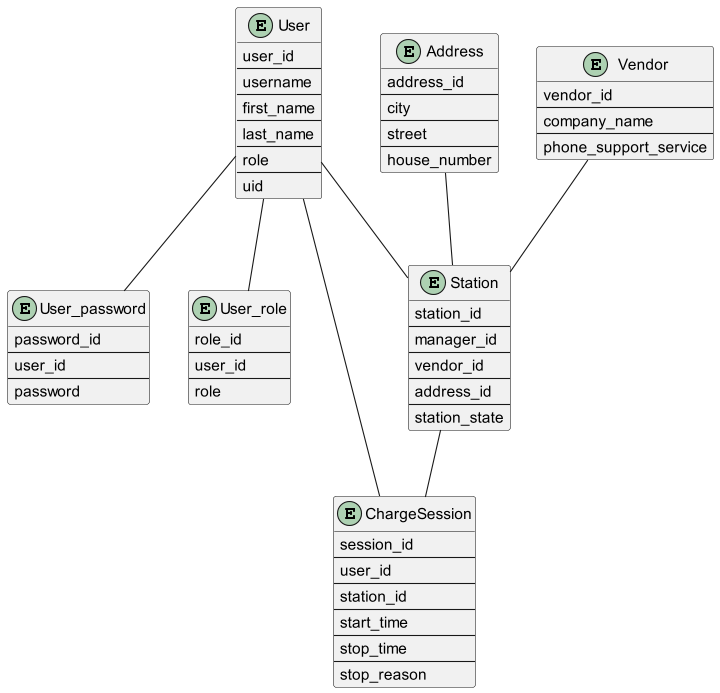 E User
user_id
username
first_name
last_name
role
uid
E Address
address_id
city
street
house_number
E Vendor
vendor_id
company_name
phone_support_service
E User_password
password_id
user_id
password
E User_role
role_id
user_id
role
E Station
station_id
manager_id
vendor_id
address_id
station_state
E ChargeSession
session_id
user_id
station_id
start_time
stop_time
stop_reason